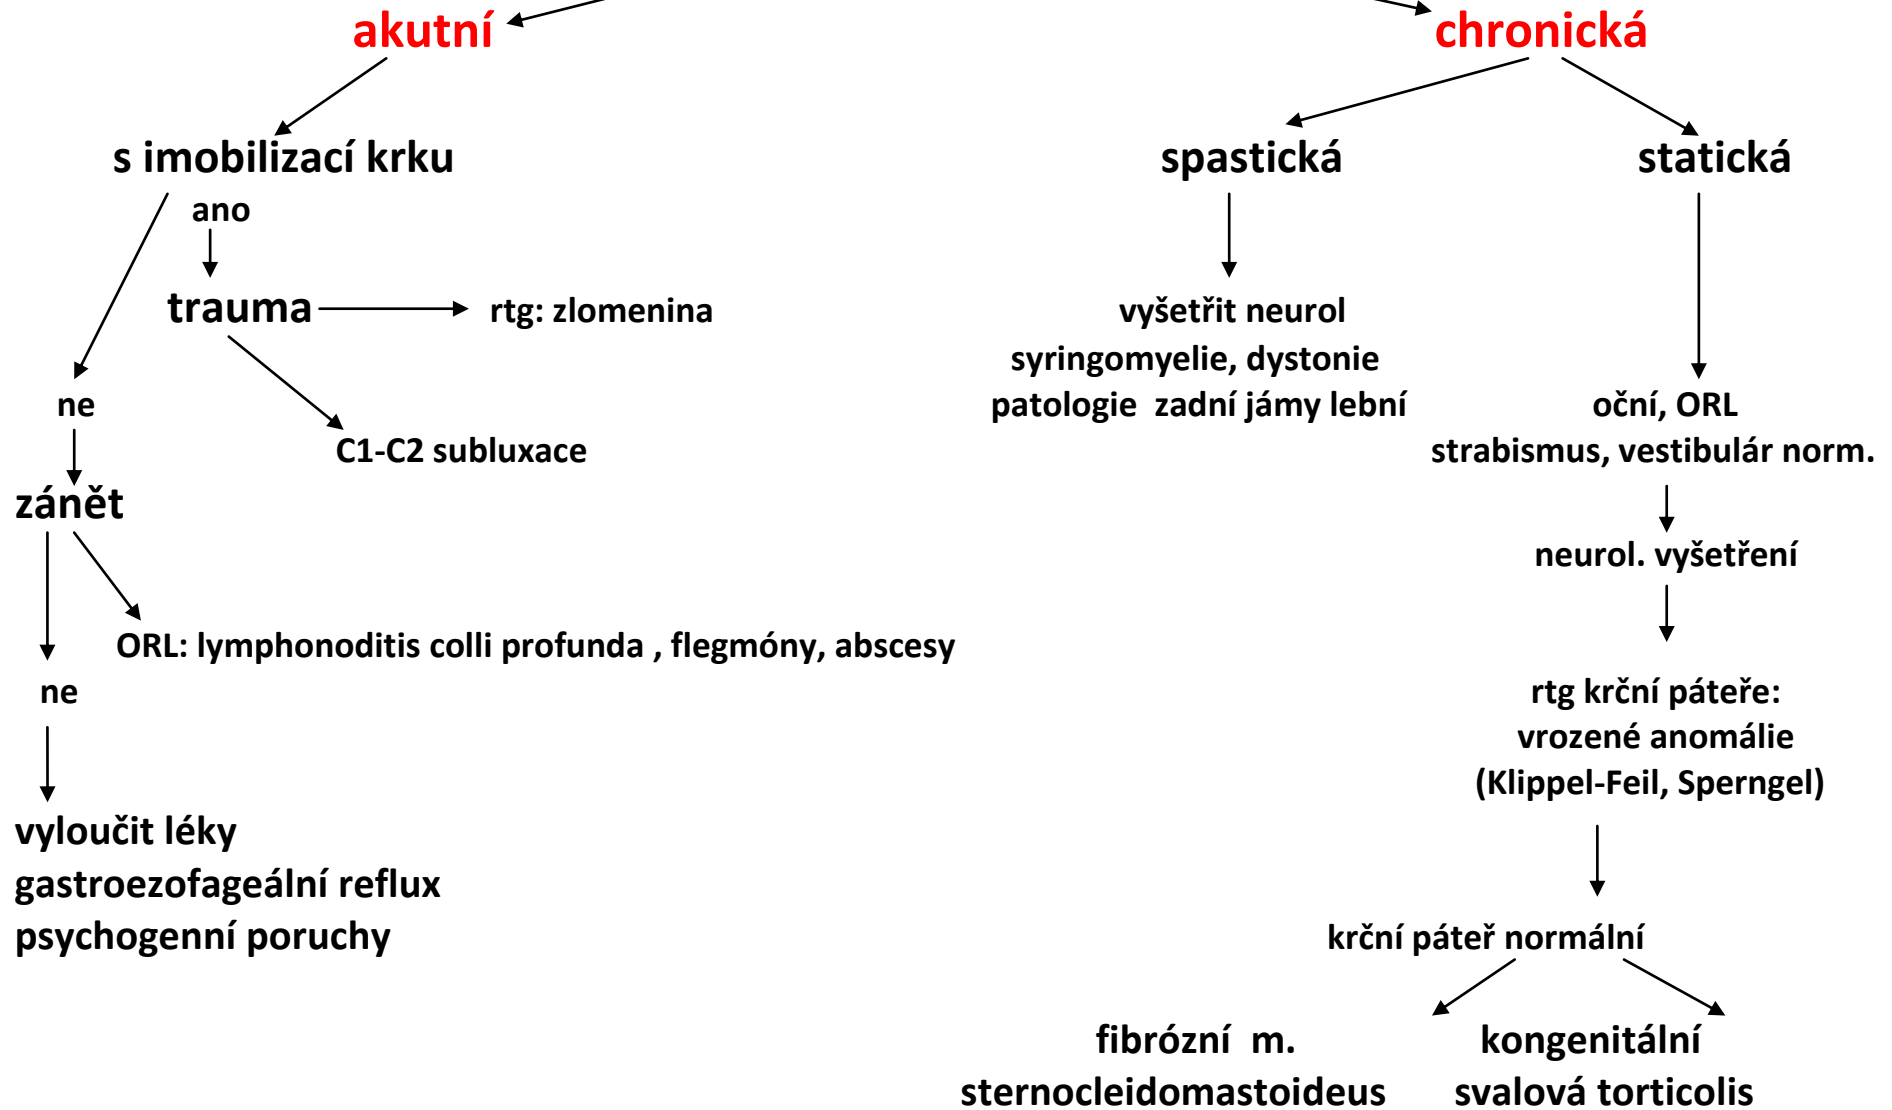 akutní
chronická
s imobilizací krku
spastická
statická
ano
trauma
rtg: zlomenina
vyšetřit neurol
syringomyelie, dystonie
patologie zadní jámy lební
ne
C1-C2 subluxace
oční, ORL
strabismus, vestibulár norm.
zánět
neurol. vyšetření
ORL: lymphonoditis colli profunda , flegmóny, abscesy
ne
rtg krční páteře:
vrozené anomálie
(Klippel-Feil, Sperngel)
vyloučit léky
gastroezofageální reflux
psychogenní poruchy
krční páteř normální
fibrózní m.
sternocleidomastoideus
kongenitální
svalová torticolis